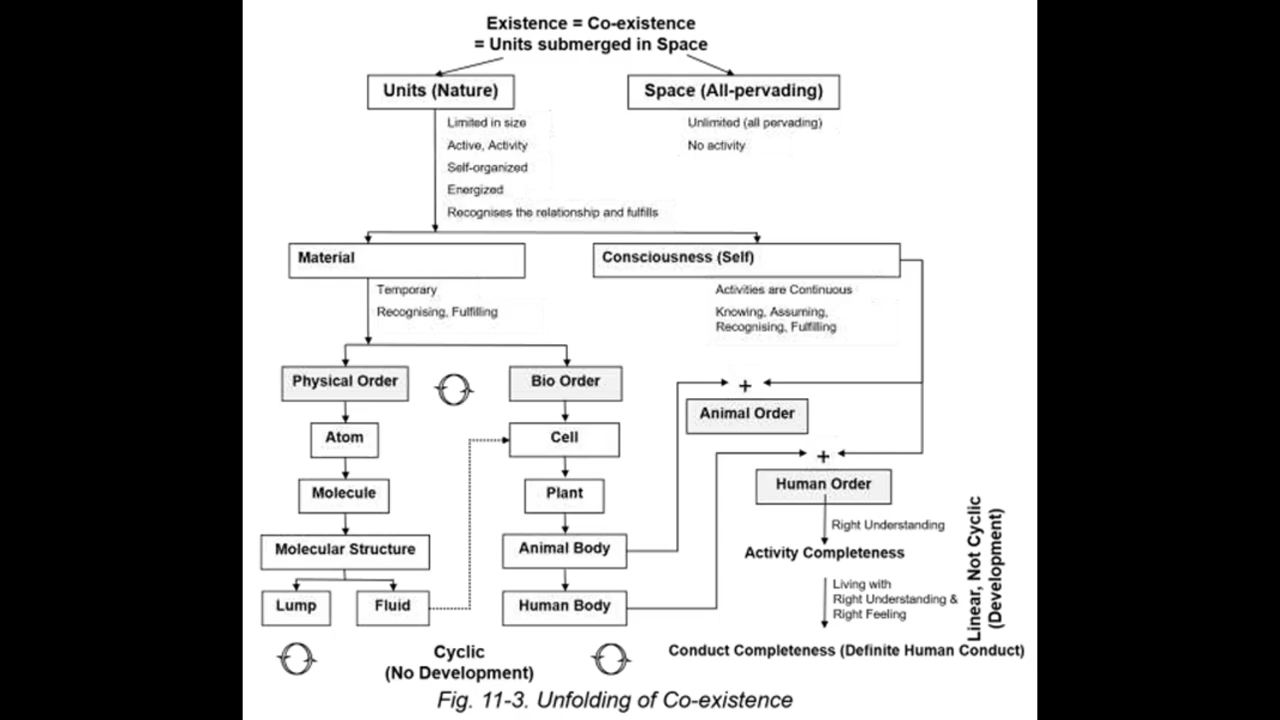 Existence = Co-existence
= Units submerged in Space
Units (Nature)
Space (All-pervading)
Limited in size
Active, Activity
Self-organized
Energized
Recognises the relationship and fulfills
Unlimited (all pervading)
No activity
Material
Consciousness (Self)
Temporary
Recognising, Fulfilling
Activities are Continuous
Knowing, Assuming,
Recognising, Fulfilling
Physical Order
Bio Order
+
Animal Order
Atom
Cell
+
Human Order
Molecule
Plant
Right Understanding
Molecular Structure
Animal Body
Activity Completeness
Lump
Fluid
Human Body
Living with
Right Understanding &
Right Feeling
Linear, Not Cyclic
(Development)
Cyclic
(No Development)
Conduct Completeness (Definite Human Conduct)
Fig. 11-3. Unfolding of Co-existence